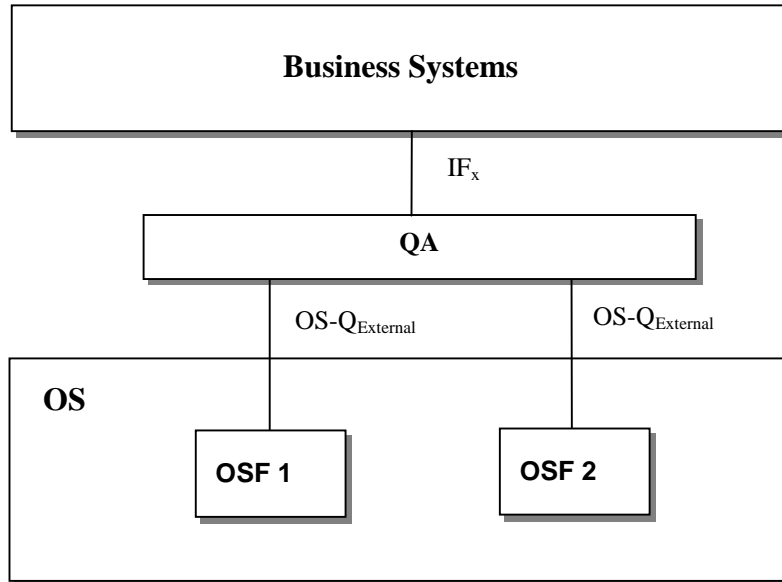 Business Systems
IFx
QA
OS-QExternal
OS-QExternal
OS
OSF 1
OSF 2